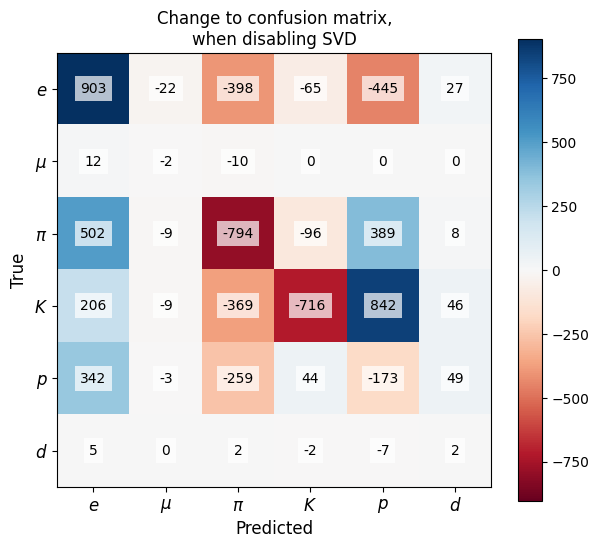 Change to confusion matrix,
when disabling SVD
e 903 -22 -398 -65 -445 27
μ 12 -2 -10 0 0 0
π 502 -9 -794 -96 389 8
K 206 -9 -369 -716 842 46
p 342 -3 -259 44 -173 49
d 5 0 2 -2 -7 2
e μ π K p d
Predicted
True
750
500
250
0
−250
−500
−750